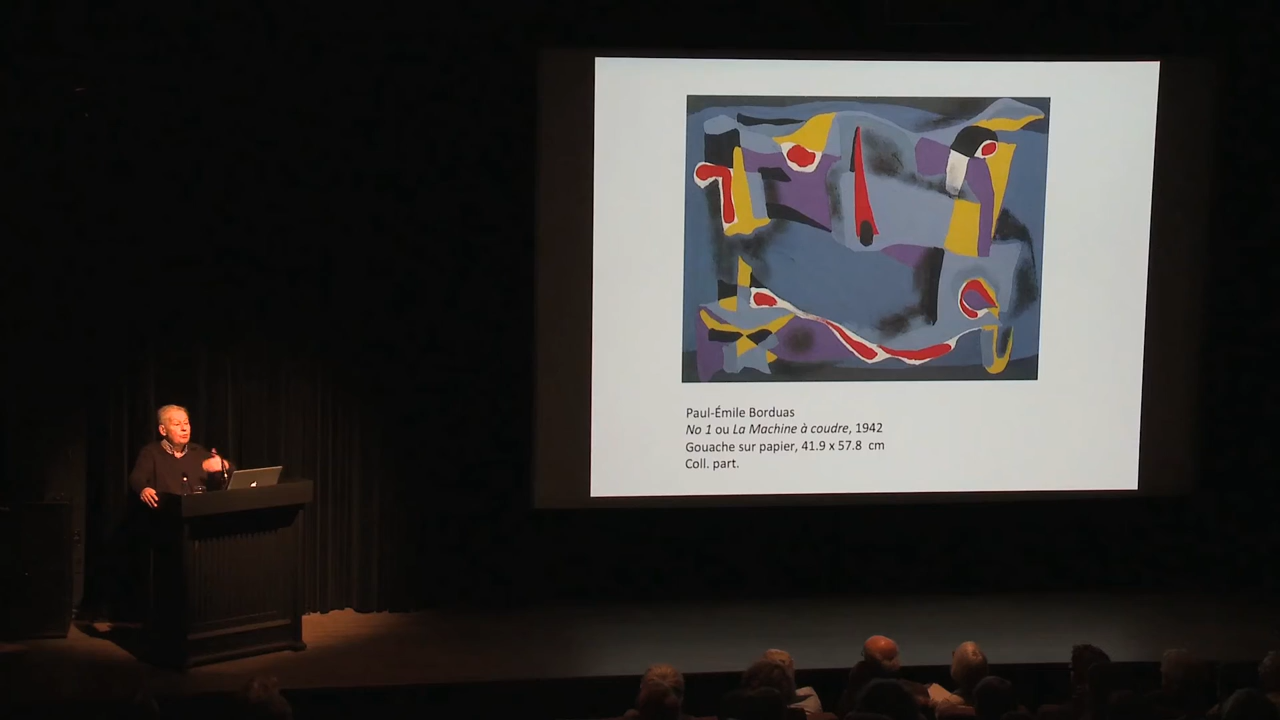 Paul-Émile Borduas
No 1 ou La Machine à coudre, 1942
Gouache sur papier, 41.9 x 57.8 cm
Coll. part.